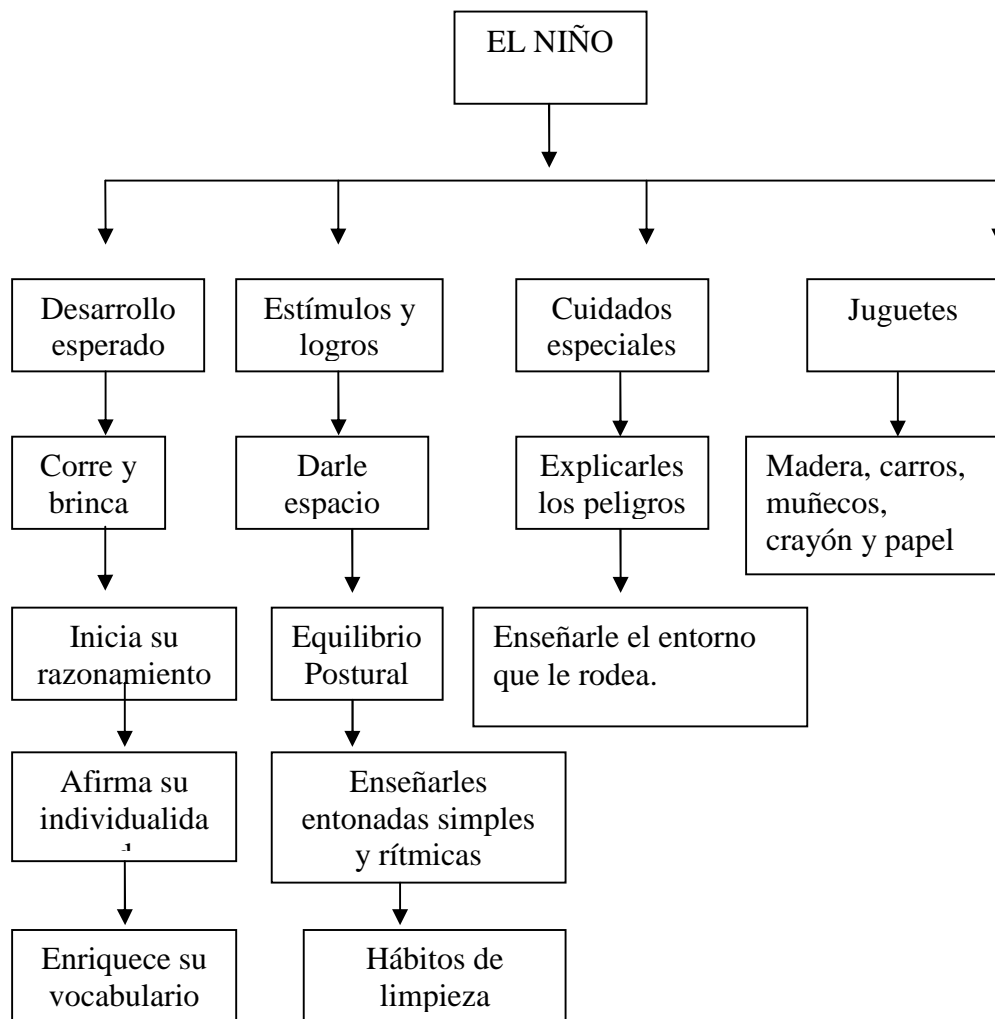 EL NIÑO
Desarrollo
esperado
Estímulos y
logros
Cuidados
especiales
Juguetes
Corre y
brinca
Darle
espacio
Explicarles
los peligros
Madera, carros,
muñecos,
crayón y papel
Inicia su
razonamiento
Equilibrio
Postural
Enseñarle el entorno
que le rodea.
Afirma su
individualida
Enseñarles
entonadas simples
y rítmicas
Enriquece su
vocabulario
Hábitos de
limpieza